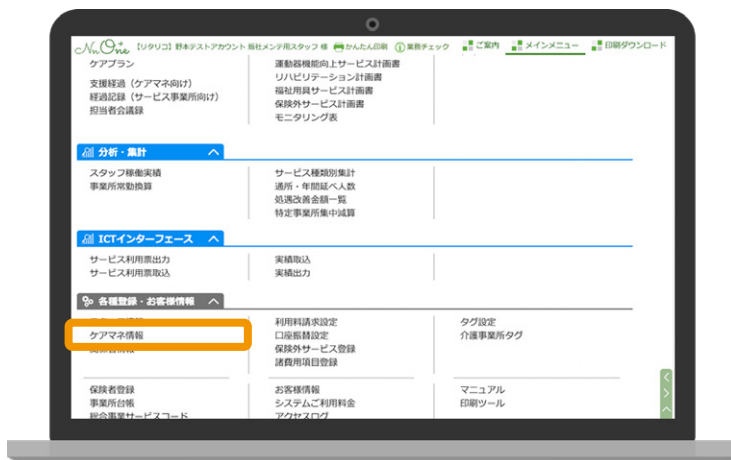 NnOne 【リタリコ】野本テストアカウント 販社メンテ用スタッフ 様 かんたん印刷 業務チェック ご案内 メインメニュー 印刷ダウンロード
ケアプラン 運動器機能向上サービス計画書
リハビリテーション計画書
支援経過（ケアマネ向け） 福祉用具サービス計画書
経過記録（サービス事業所向け） 保険外サービス計画書
担当者会議録 モニタリング表
分析・集計
スタッフ稼働実績 サービス種類別集計
事業所常勤換算 通所・年間延べ人数
処遇改善金額一覧
特定事業所集中減算
ICTインターフェース
サービス利用票出力 実績取込
サービス利用票取込 実績出力
各種登録・お客様情報
利用料請求設定 タグ設定
ケアマネ情報 口座振替設定 介護事業所タグ
保険外サービス登録
諸費用項目登録
保険者登録 お客様情報 マニュアル
事業所台帳 システムご利用料金 印刷ツール
総合事業サービスコード アクセスログ